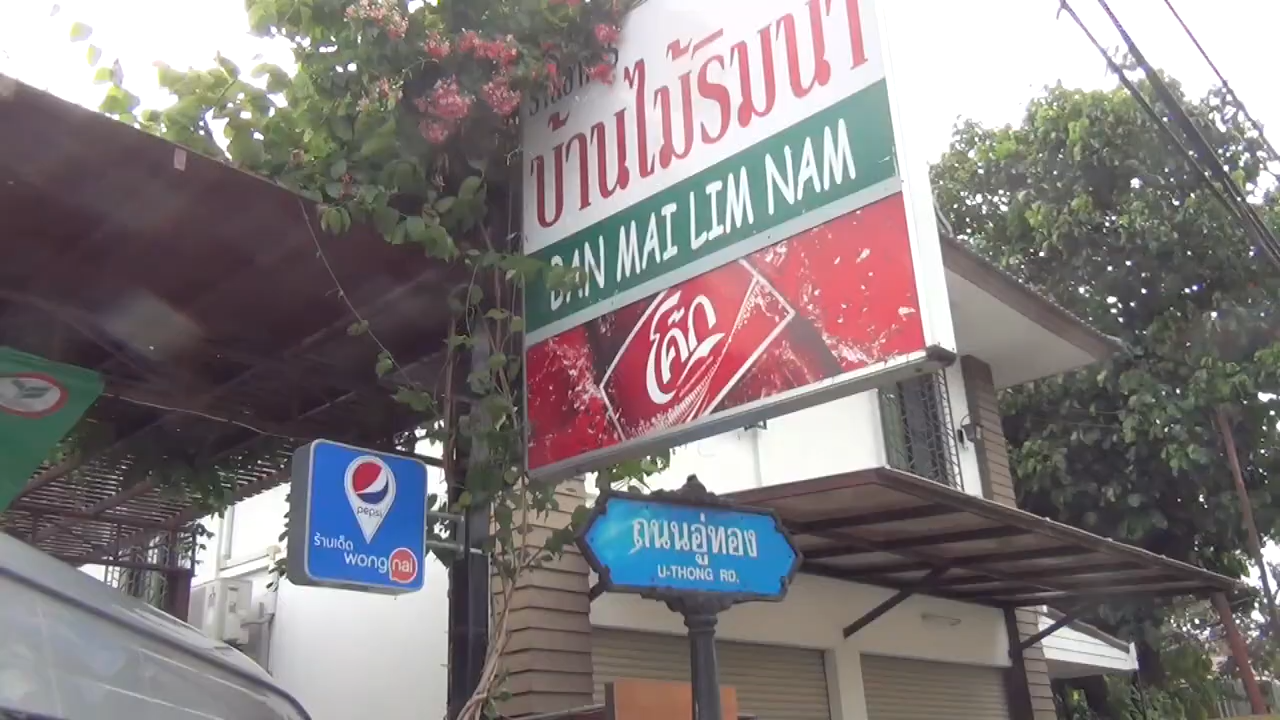 บ้านไม้ริมน้ำ
BAN MAI LIM NAM
โค้ก
pepsi
ร้านเด็ด
wongnai
ถนนอู่ทอง
U-THONG RD.